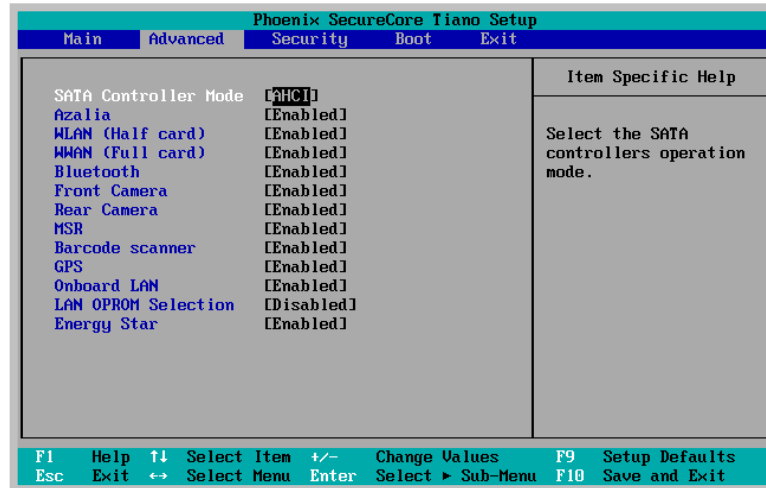 Phoenix SecureCore Tiano Setup
Main Advanced Security Boot Exit
Item Specific Help
SATA Controller Mode [AHCI]
Azalia [Enabled]
WLAN (Half card) [Enabled]
WWAN (Full card) [Enabled]
Bluetooth [Enabled]
Front Camera [Enabled]
Rear Camera [Enabled]
MSR [Enabled]
Barcode scanner [Enabled]
GPS [Enabled]
Onboard LAN [Enabled]
LAN OPROM Selection [Disabled]
Energy Star [Enabled]
Select the SATA
controllers operation
mode.
F1 Help ↑↓ Select Item +/- Change Values F9 Setup Defaults
Esc Exit ↔ Select Menu Enter Select ► Sub-Menu F10 Save and Exit